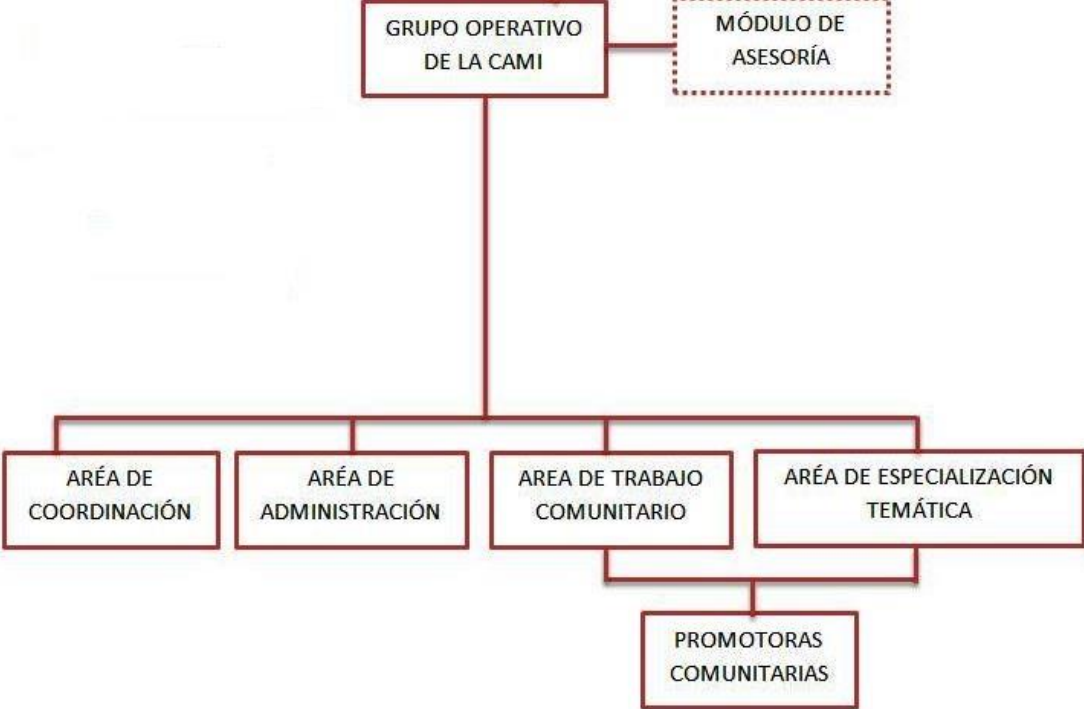 GRUPO OPERATIVO
DE LA CAMI
MÓDULO DE
ASESORÍA
ARÉA DE
COORDINACIÓN
ARÉA DE
ADMINISTRACIÓN
AREA DE TRABAJO
COMUNITARIO
ARÉA DE ESPECIALIZACIÓN
TEMÁTICA
PROMOTORAS
COMUNITARIAS